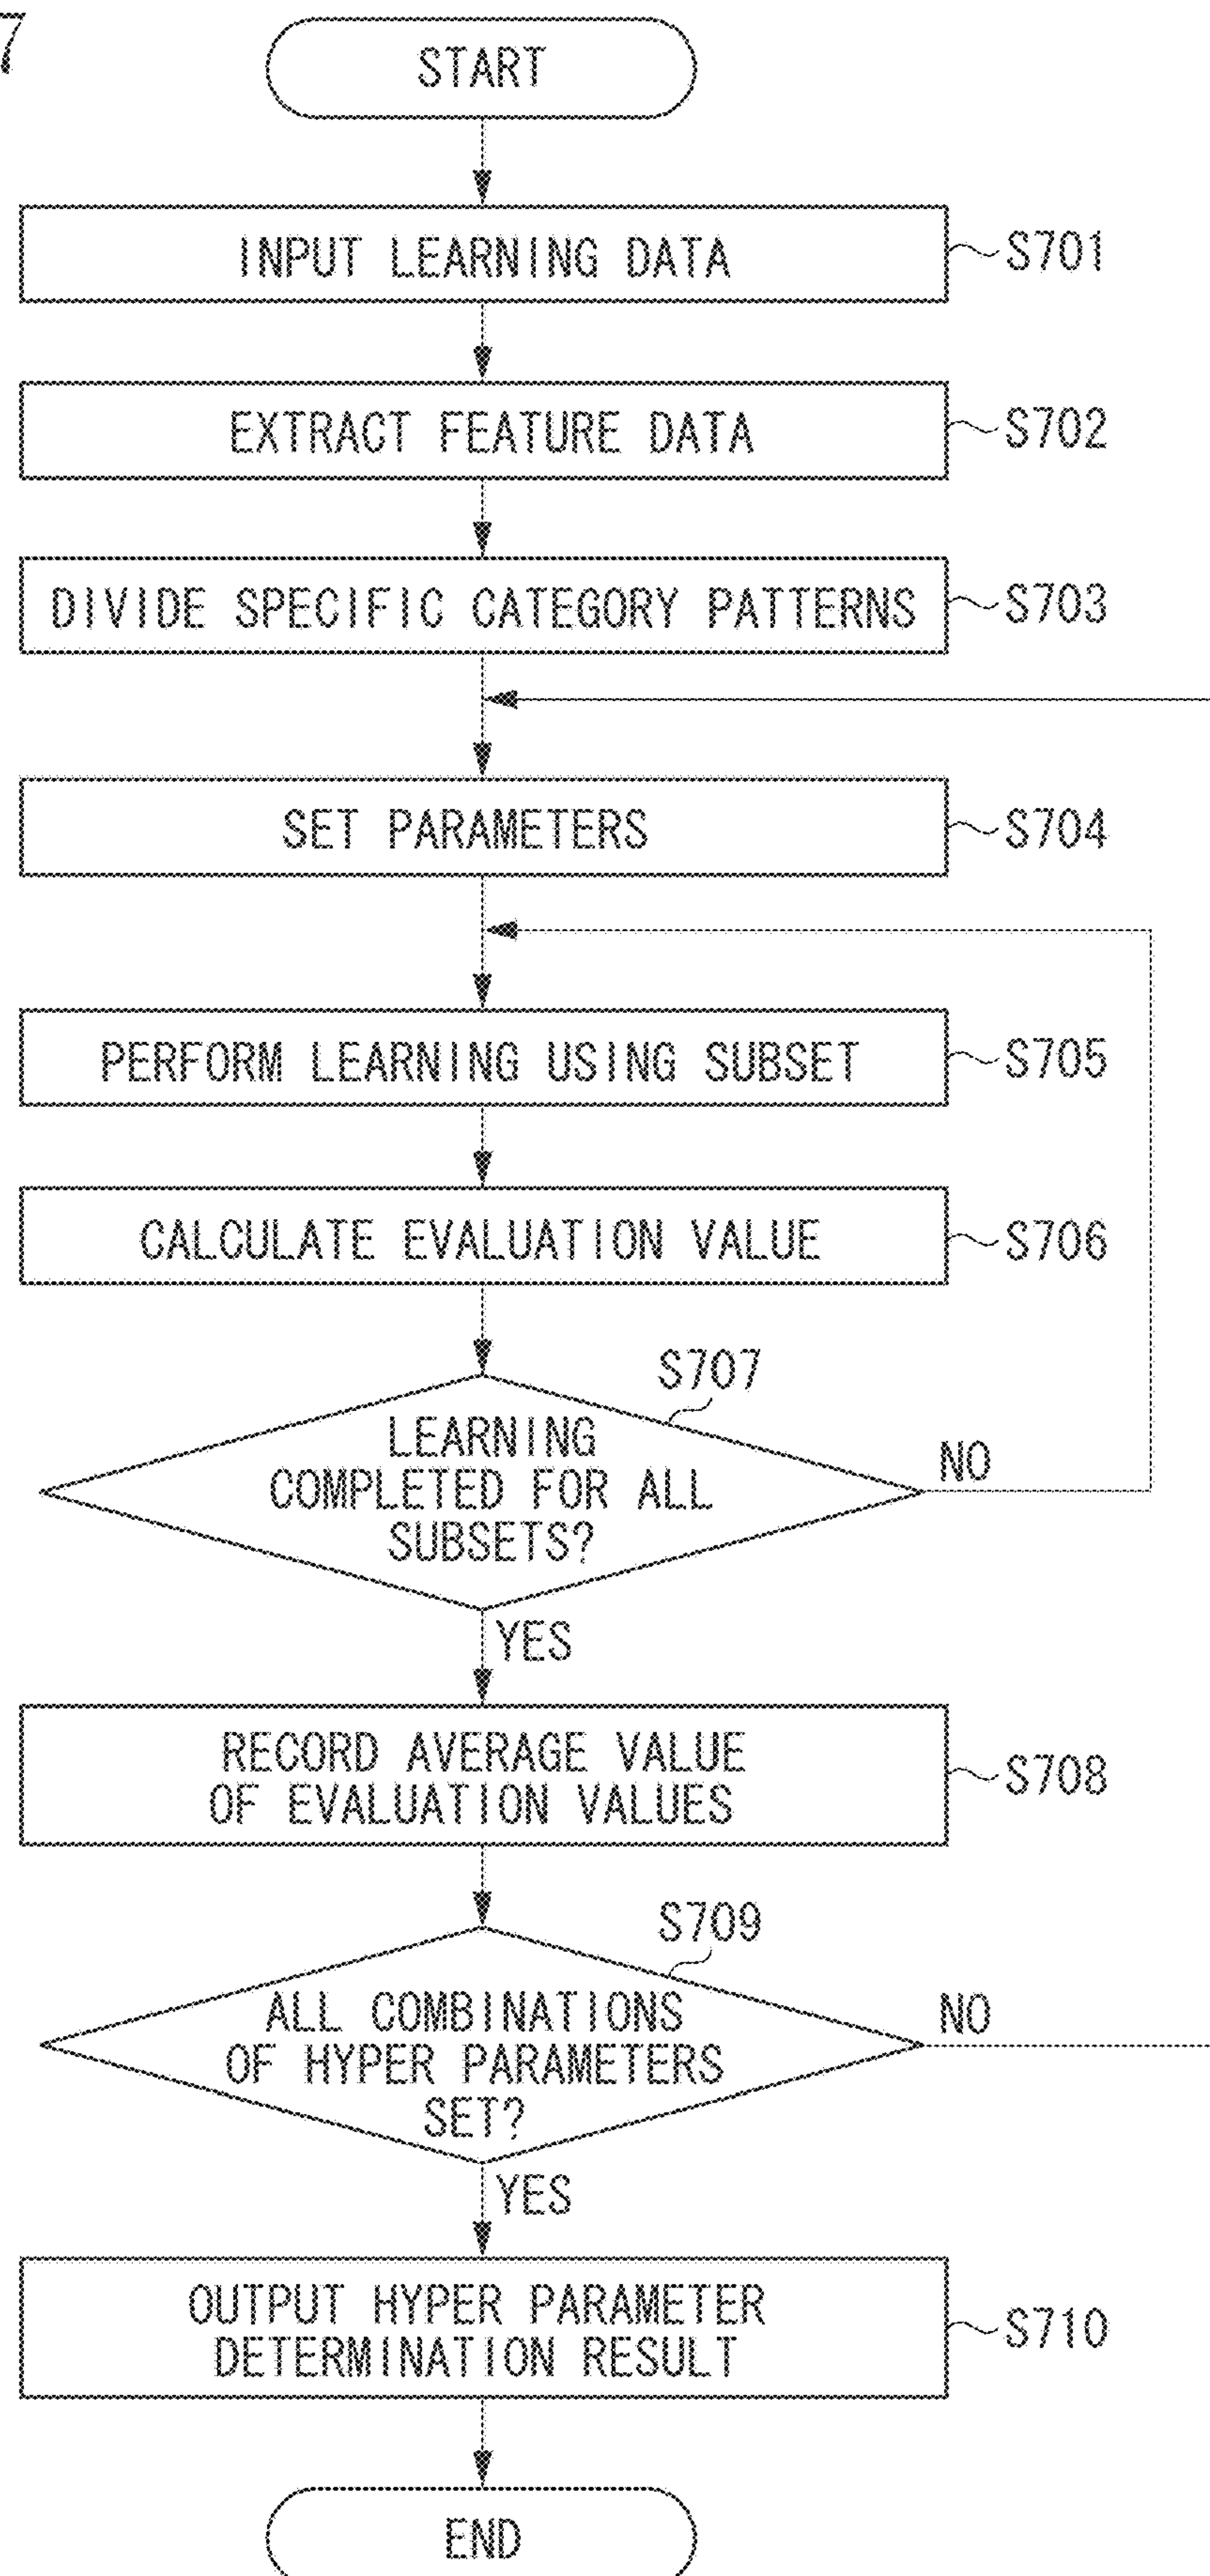 7
START
INPUT LEARNING DATA
S701
EXTRACT FEATURE DATA
S702
DIVIDE SPECIFIC CATEGORY PATTERNS
S703
SET PARAMETERS
S704
PERFORM LEARNING USING SUBSET
S705
CALCULATE EVALUATION VALUE
S706
S707
LEARNING
COMPLETED FOR ALL
SUBSETS?
NO
YES
RECORD AVERAGE VALUE
OF EVALUATION VALUES
S708
S709
ALL COMBINATIONS
OF HYPER PARAMETERS
SET?
NO
YES
OUTPUT HYPER PARAMETER
DETERMINATION RESULT
S710
END